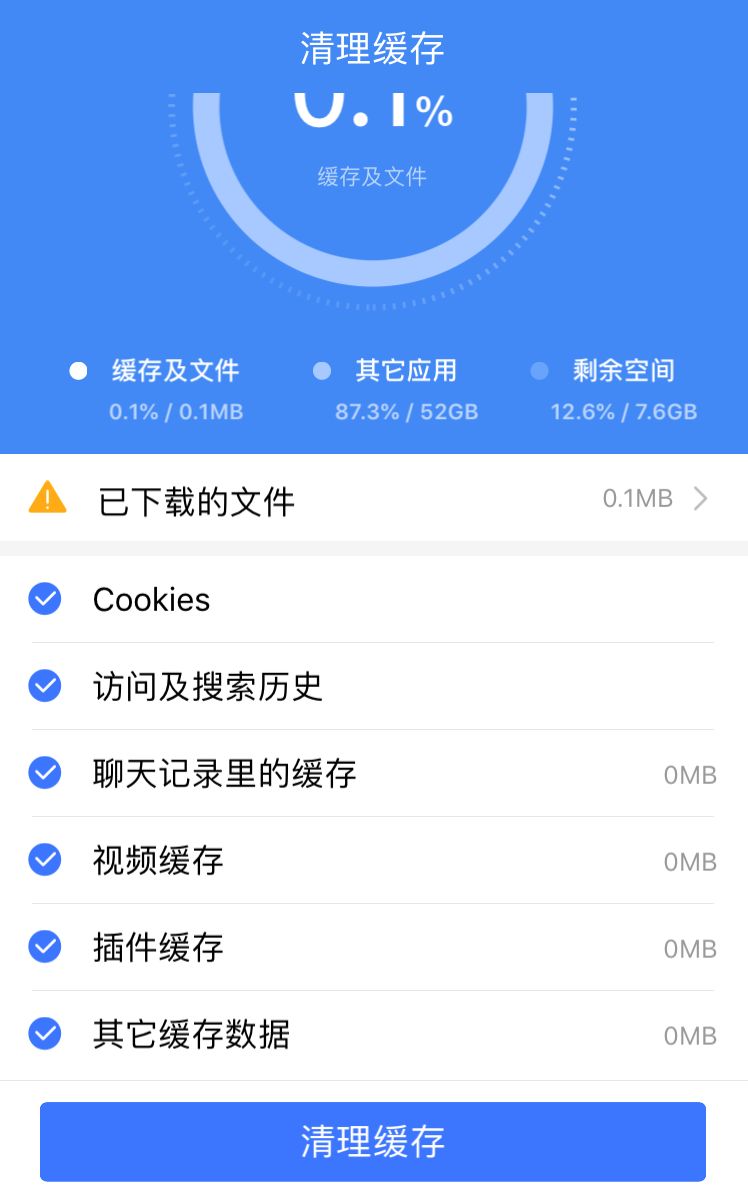 清理缓存
0.1%
缓存及文件
缓存及文件 其它应用 剩余空间
0.1% / 0.1MB 87.3% / 52GB 12.6% / 7.6GB
已下载的文件 0.1MB
Cookies
访问及搜索历史
聊天记录里的缓存 0MB
视频缓存 0MB
插件缓存 0MB
其它缓存数据 0MB
清理缓存